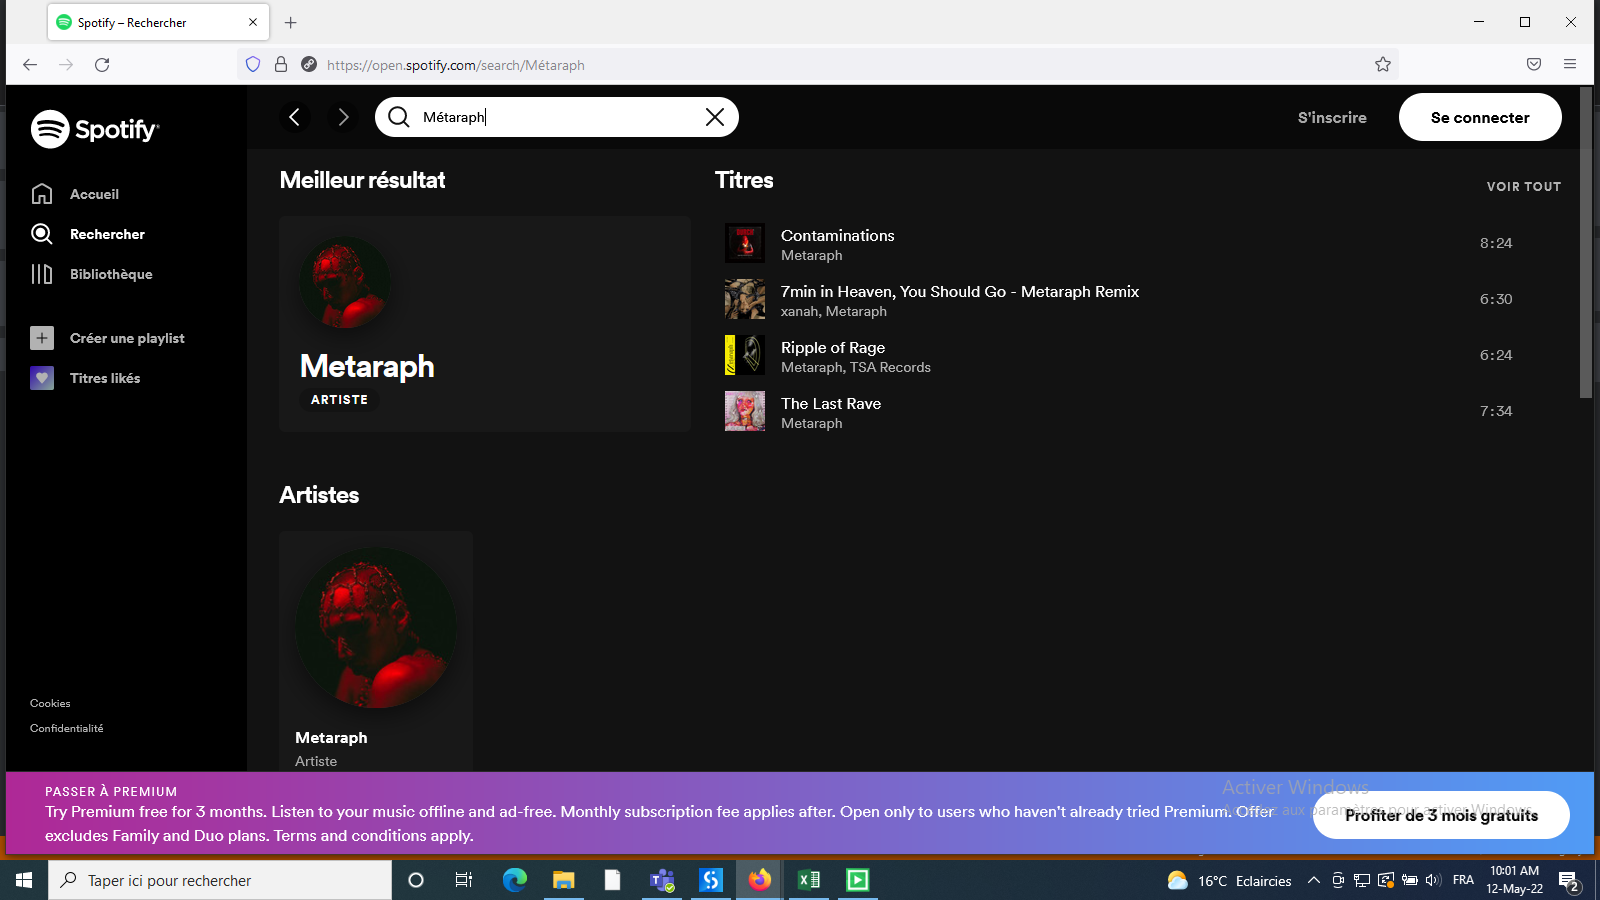 Spotify – Rechercher
https://open.spotify.com/search/Métaraph
Spotify
Métaraph
S'inscrire
Se connecter
Accueil
Rechercher
Bibliothèque
Créer une playlist
Titres likés
Cookies
Confidentialité
Meilleur résultat
Metaraph
ARTISTE
Titres
VOIR TOUT
Contaminations
Metaraph
8:24
7min in Heaven, You Should Go - Metaraph Remix
xanah, Metaraph
6:30
Ripple of Rage
Metaraph, TSA Records
6:24
The Last Rave
Metaraph
7:34
Artistes
Metaraph
Artiste
PASSER À PREMIUM
Try Premium free for 3 months. Listen to your music offline and ad-free. Monthly subscription fee applies after. Open only to users who haven't already tried Premium. Offer
excludes Family and Duo plans. Terms and conditions apply.
Activer Windows
aux paramètres pour activer Windows.
Profiter de 3 mois gratuits
Taper ici pour rechercher
16°C Eclaircies
FRA
10:01 AM
12-May-22
2